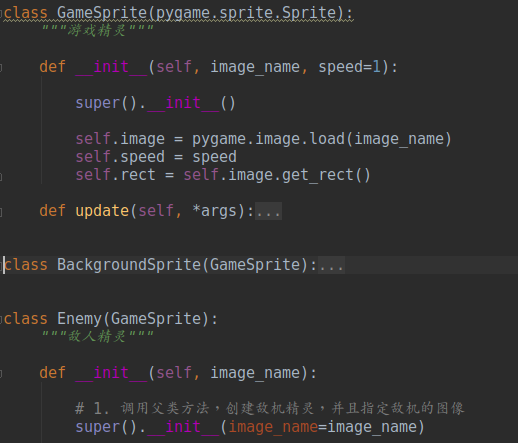 class GameSprite(pygame.sprite.Sprite):
"""游戏精灵"""
def __init__(self, image_name, speed=1):
super().__init__()
self.image = pygame.image.load(image_name)
self.speed = speed
self.rect = self.image.get_rect()
def update(self, *args):...
class BackgroundSprite(GameSprite):...
class Enemy(GameSprite):
"""敌人精灵"""
def __init__(self, image_name):
# 1. 调用父类方法，创建敌机精灵，并且指定敌机的图像
super().__init__(image_name=image_name)